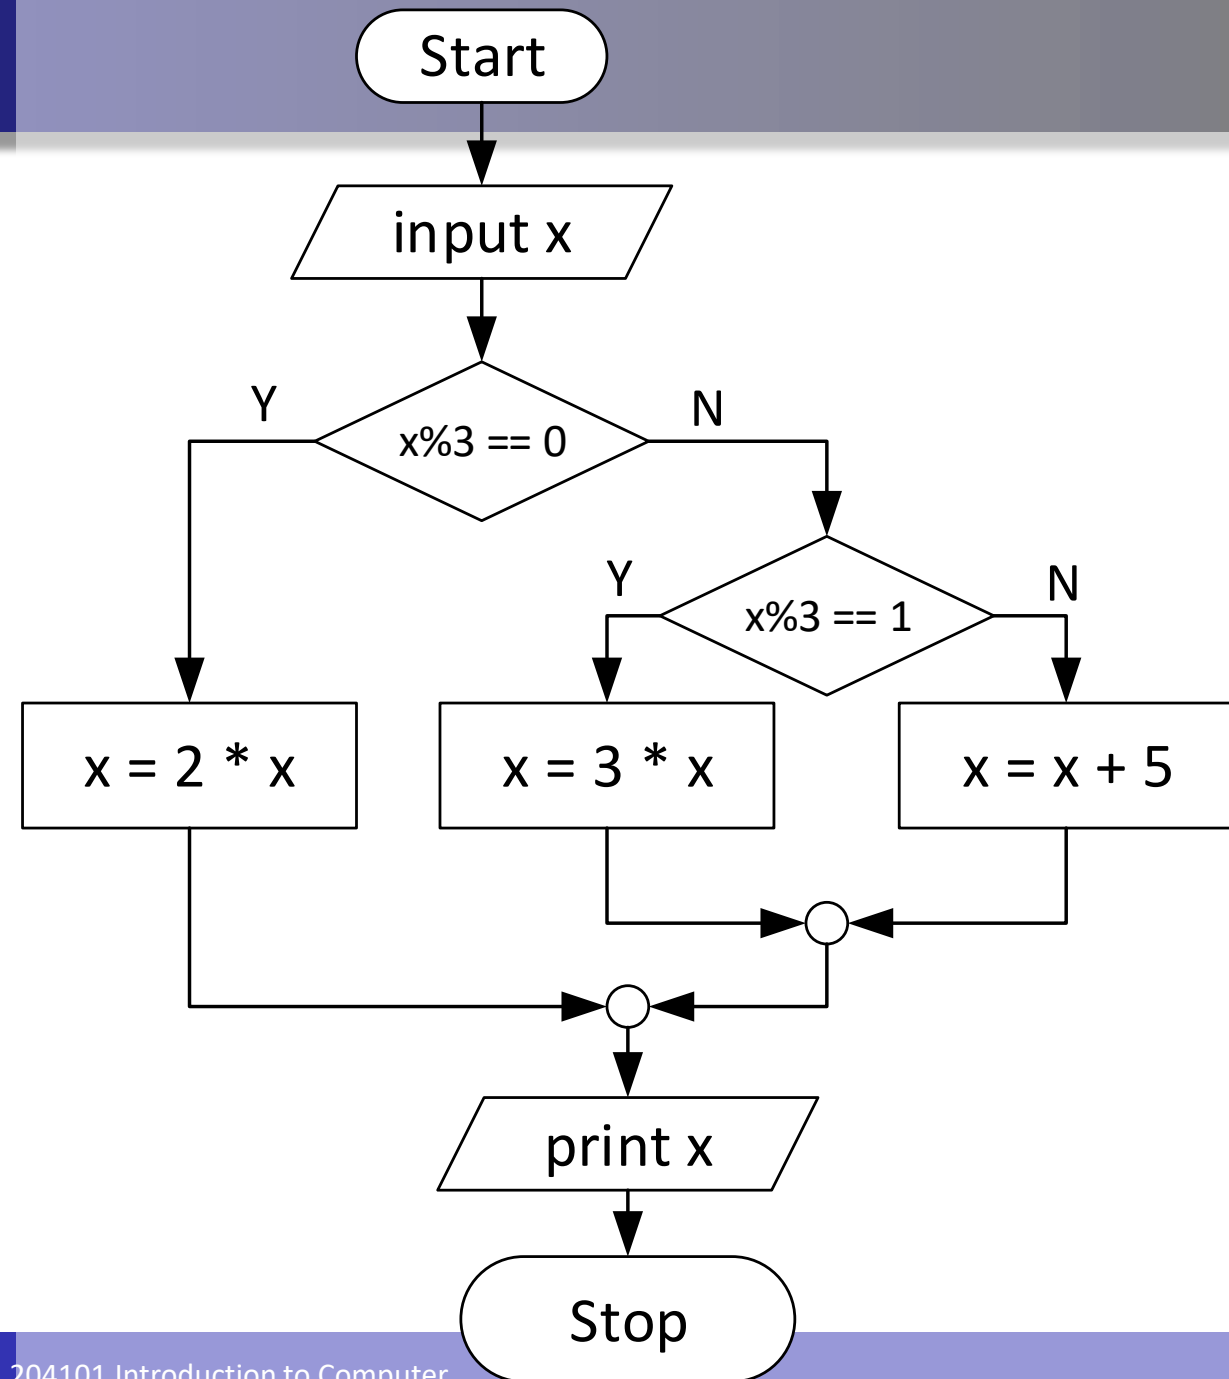 Start
input x
Y
N
x%3 == 0
Y
N
x%3 == 1
x = 2 * x
x = 3 * x
x = x + 5
print x
Stop
204101 Introduction to Computer